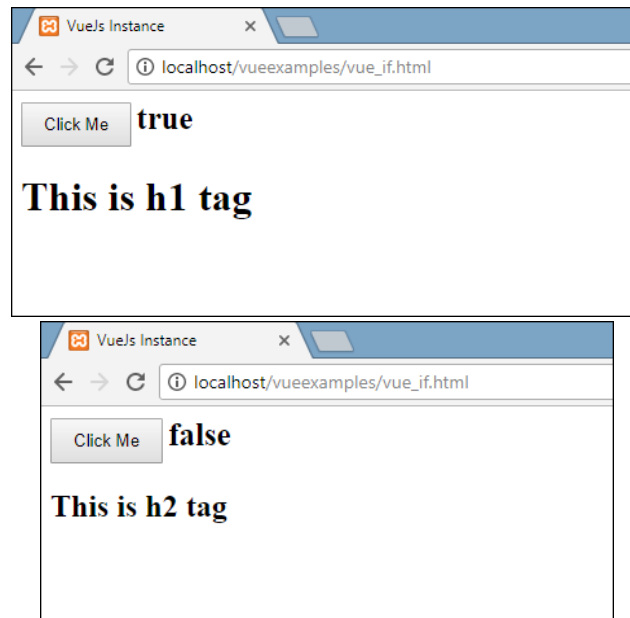 VueJs Instance
localhost/vueexamples/vue_if.html
Click Me true
This is h1 tag
VueJs Instance
localhost/vueexamples/vue_if.html
Click Me false
This is h2 tag